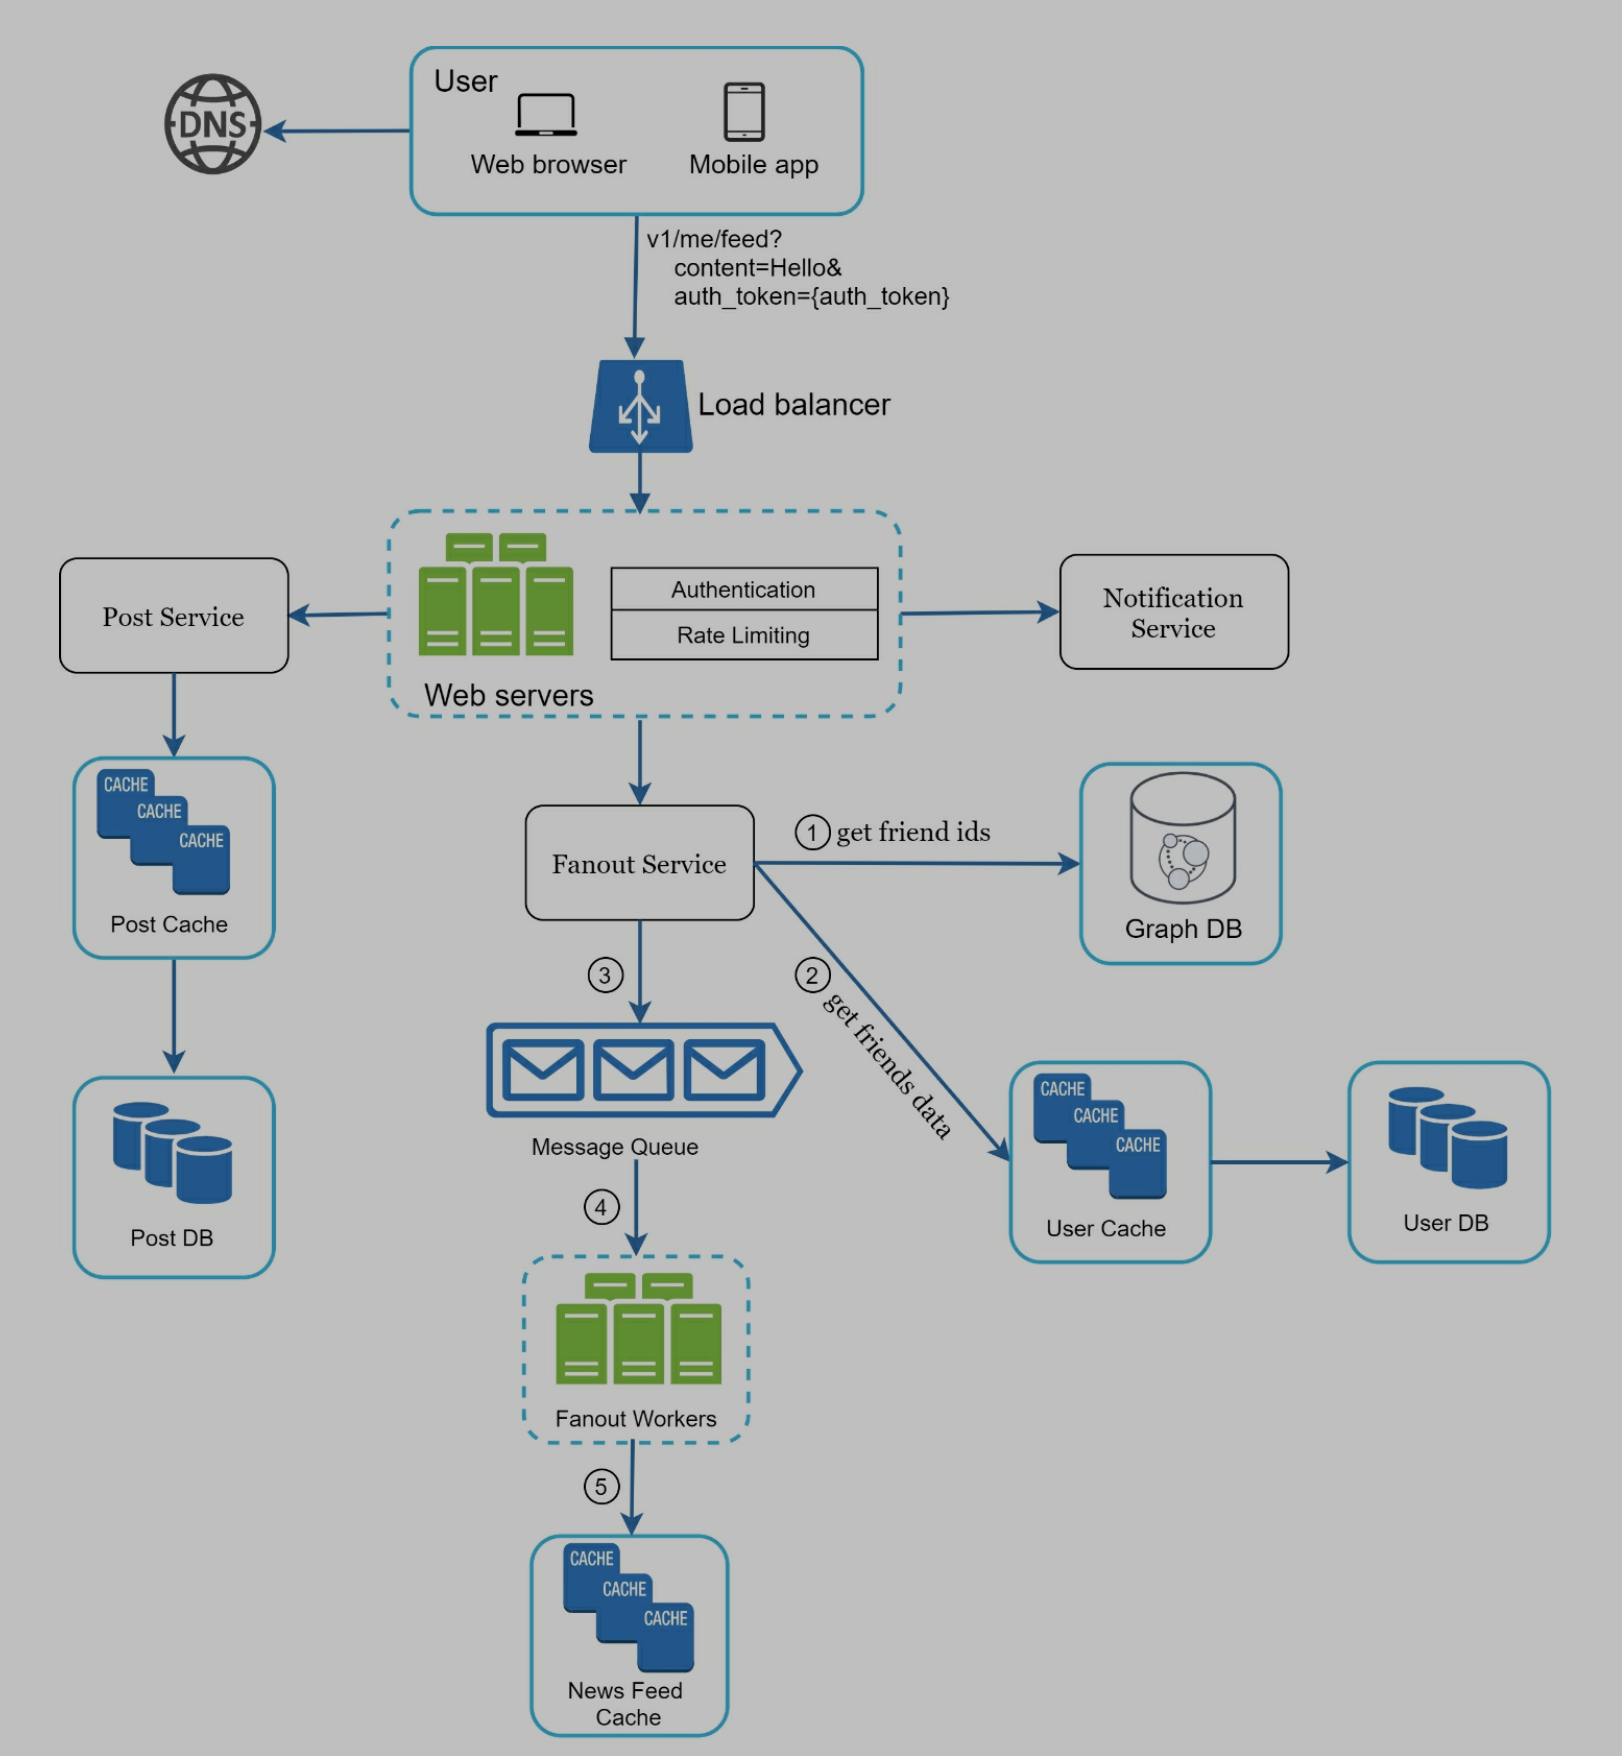 User
DNS
Web browser
Mobile app
v1/me/feed?
content=Hello&
auth_token={auth_token}
Load balancer
Post Service
Authentication
Rate Limiting
Web servers
Notification
Service
CACHE
CACHE
CACHE
Post Cache
Fanout Service
1 get friend ids
Graph DB
3
2 get friends data
Message Queue
Post DB
CACHE
CACHE
CACHE
User Cache
User DB
4
Fanout Workers
5
CACHE
CACHE
CACHE
News Feed
Cache